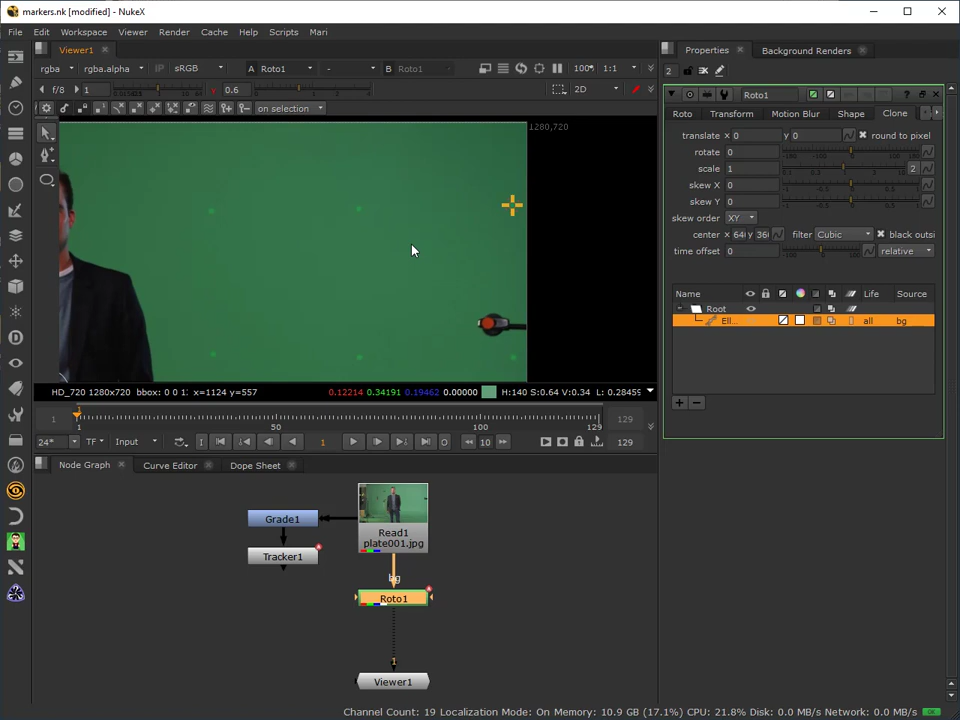 markers.nk [modified] - NukeX
File Edit Workspace Viewer Render Cache Help Scripts Mari
Viewer1
rgba rgba.alpha IP sRGB A Roto1 - B Roto1 100% 1:1
f/8 1 Y 0.6 2D
on selection
1280,720
HD_720 1280x720 bbox: 0 0 1 x=1124 y=557 0.12214 0.34191 0.19462 0.00000 H:140 S:0.64 V:0.34 L: 0.28459
1 1 50 100 129 129
24* TF Input 1 10 129
Node Graph Curve Editor Dope Sheet
Grade1
Tracker1
Read1
plate001.jpg
bg
Roto1
1
Viewer1
Properties Background Renders
2
Roto1
Roto Transform Motion Blur Shape Clone
translate x 0 y 0 round to pixel
rotate 0
scale 1 2
skew X 0
skew Y 0
skew order XY
center x 64 y 36 filter Cubic black outsi
time offset 0 relative
Name Life Source
Root
Ell... all bg
Channel Count: 19 Localization Mode: On Memory: 10.9 GB (17.1%) CPU: 21.8% Disk: 0.0 MB/s Network: 0.0 MB/s